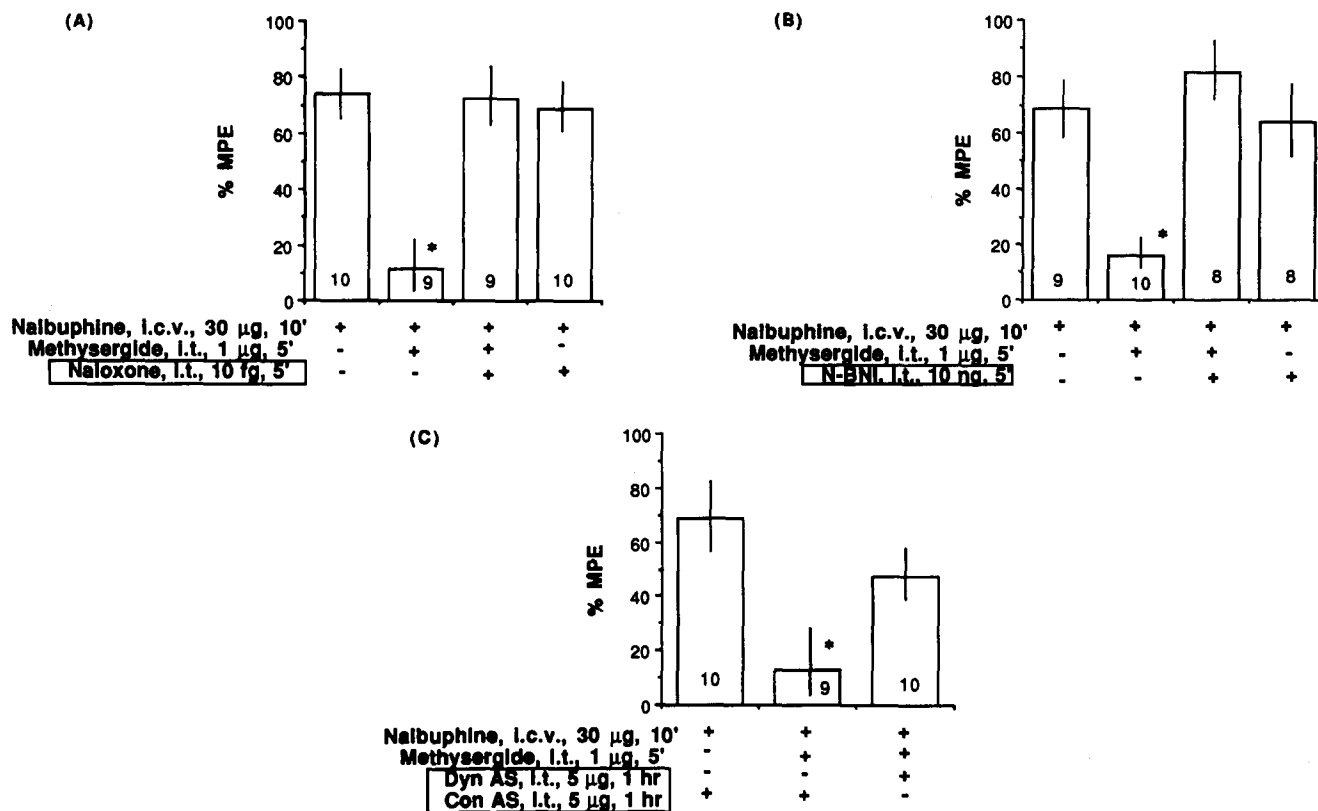 (A)
% MPE
100
80
60
40
20
0
*
10
9
9
10
Nalbuphine, i.c.v., 30 µg, 10' + + + +
Methysergide, i.t., 1 µg, 5' - + + -
Naloxone, i.t., 10 fg, 5' - - + +
(B)
% MPE
100
80
60
40
20
0
*
9
10
8
8
Nalbuphine, i.c.v., 30 µg, 10' + + + +
Methysergide, i.t., 1 µg, 5' - + + -
N-BNI. i.t., 10 ng, 5' - - + +
(C)
% MPE
100
80
60
40
20
0
*
10
9
10
Nalbuphine, i.c.v., 30 µg, 10' + + +
Methysergide, i.t., 1 µg, 5' - + +
Dyn AS, i.t., 5 µg, 1 hr - - +
Con AS, i.t., 5 µg, 1 hr + + -